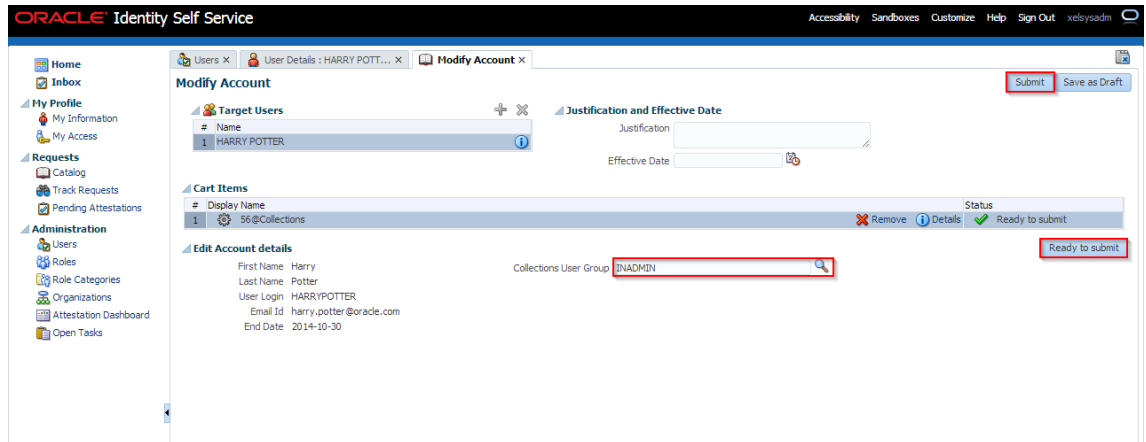 ORACLE Identity Self Service
Accessibility Sandboxes Customize Help Sign Out xelsysadm
Home
Inbox
My Profile
My Information
My Access
Requests
Catalog
Track Requests
Pending Attestations
Administration
Users
Roles
Role Categories
Organizations
Attestation Dashboard
Open Tasks
Users × User Details : HARRY POTT... × Modify Account ×
Modify Account
Submit Save as Draft
Target Users
# Name
1 HARRY POTTER
Justification and Effective Date
Justification
Effective Date
Cart Items
# Display Name Status
1 56@Collections Remove Details Ready to submit
Edit Account details
Ready to submit
First Name Harry
Last Name Potter
User Login HARRYPOTTER
Email Id harry.potter@oracle.com
End Date 2014-10-30
Collections User Group INADMIN